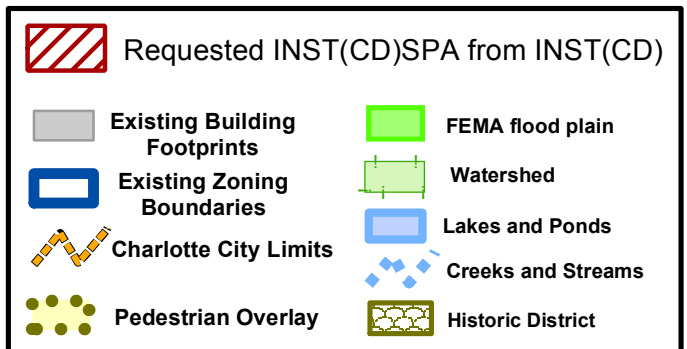 Requested INST(CD)SPA from INST(CD)
Existing Building
Footprints
Existing Zoning
Boundaries
Charlotte City Limits
Pedestrian Overlay
FEMA flood plain
Watershed
Lakes and Ponds
Creeks and Streams
Historic District